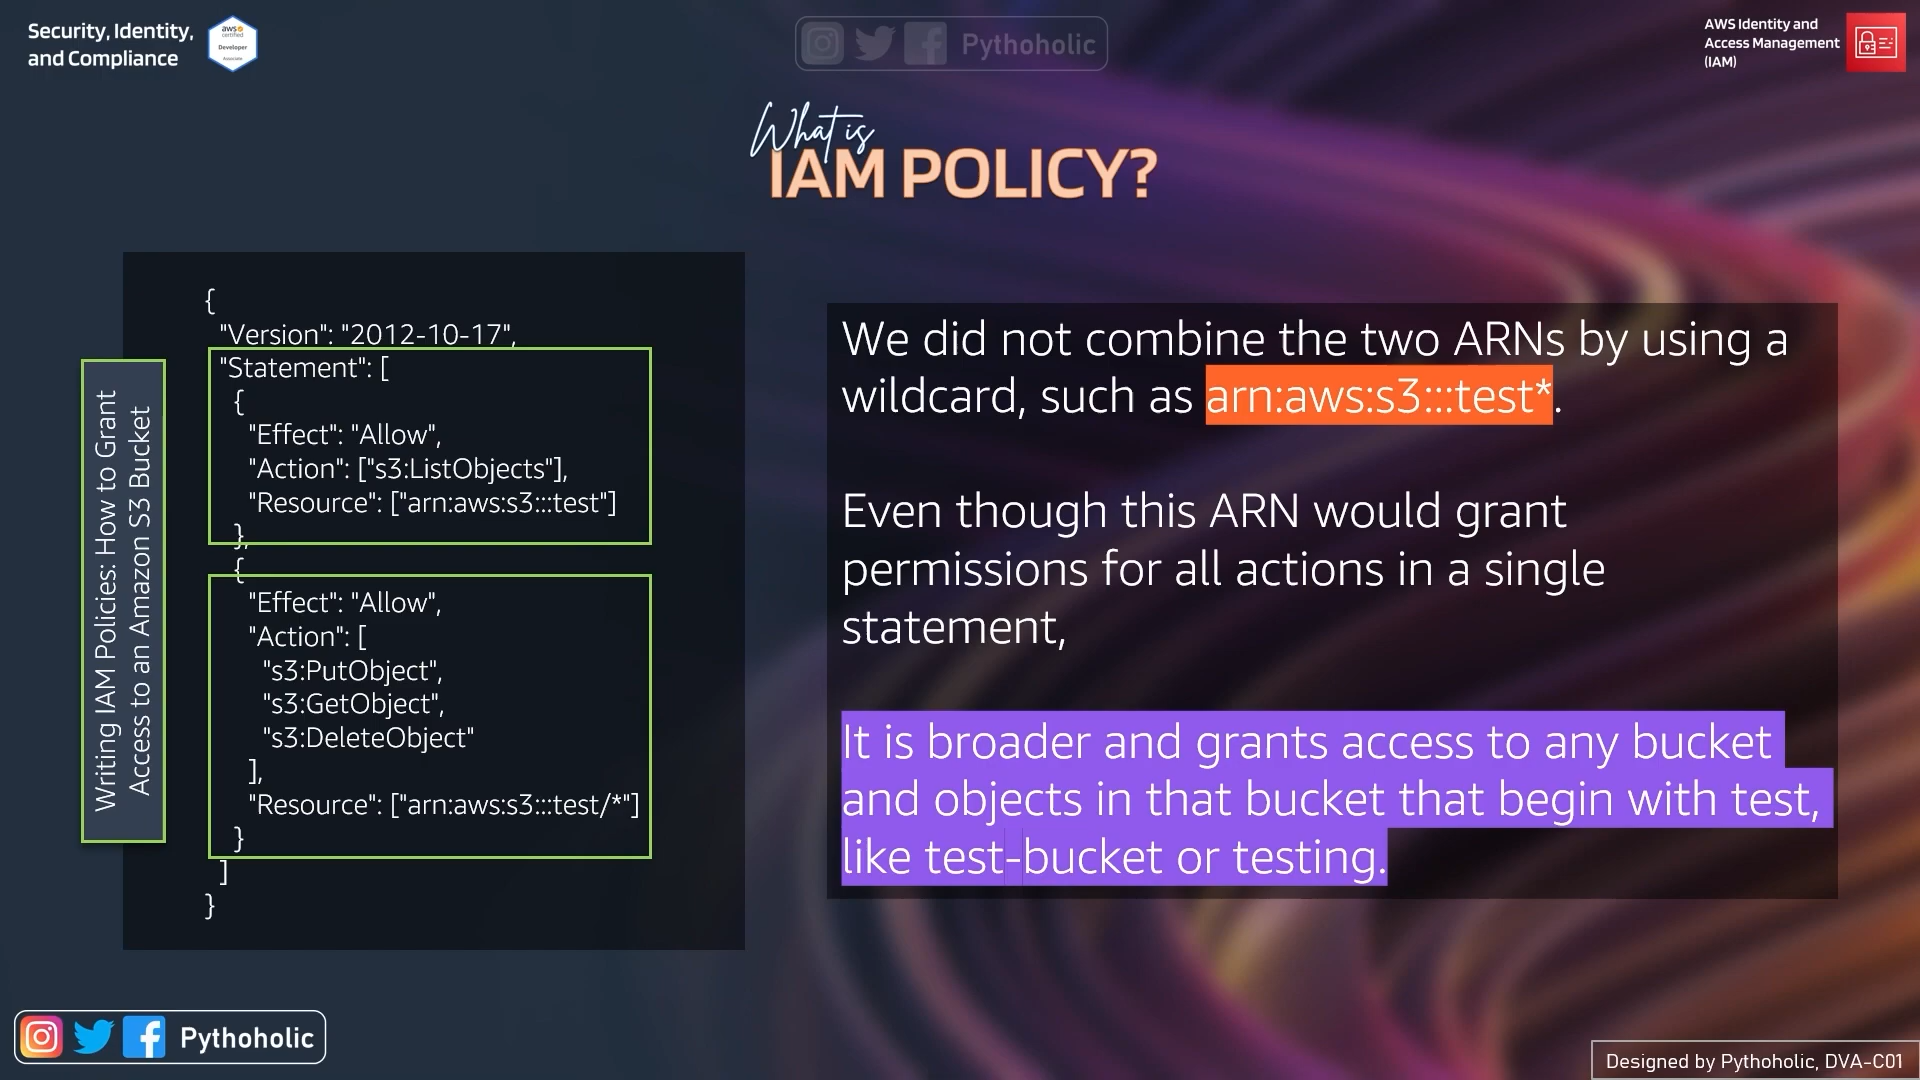 Security, Identity,
and Compliance
aws
certified
Developer
Associate
Pythoholic
AWS Identity and
Access Management
(IAM)
What is
IAM POLICY?
Writing IAM Policies: How to Grant
Access to an Amazon S3 Bucket
{
"Version": "2012-10-17",
"Statement": [
{
"Effect": "Allow",
"Action": ["s3:ListObjects"],
"Resource": ["arn:aws:s3:::test"]
},
{
"Effect": "Allow",
"Action": [
"s3:PutObject",
"s3:GetObject",
"s3:DeleteObject"
],
"Resource": ["arn:aws:s3:::test/*"]
}
]
}
We did not combine the two ARNs by using a
wildcard, such as arn:aws:s3:::test*.
Even though this ARN would grant
permissions for all actions in a single
statement,
It is broader and grants access to any bucket
and objects in that bucket that begin with test,
like test-bucket or testing.
Pythoholic
Designed by Pythoholic, DVA-C01